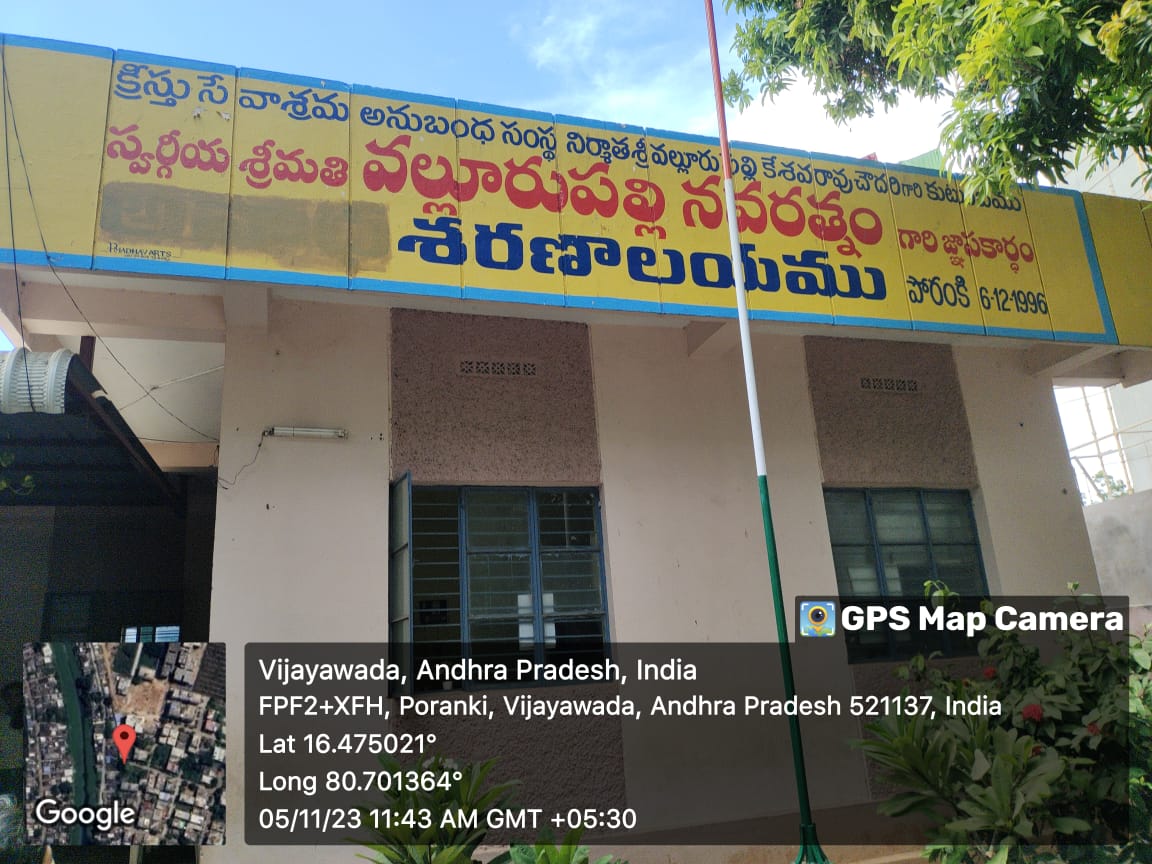 క్రీస్తు సే వాశ్రమ అనుబంధ సంస్థ నిర్మాత శ్రీ వల్లూరుపల్లి కేశవరావు చౌదరి గారి కుటుంబము
స్వర్గీయ శ్రీమతి వల్లూరుపల్లి నవరత్నం గారి జ్ఞాపకార్ధం
శరణాలయము
పోరంకి 6-12-1996
ARTS
GPS Map Camera
Vijayawada, Andhra Pradesh, India
FPF2+XFH, Poranki, Vijayawada, Andhra Pradesh 521137, India
Lat 16.475021°
Long 80.701364°
05/11/23 11:43 AM GMT +05:30
Google